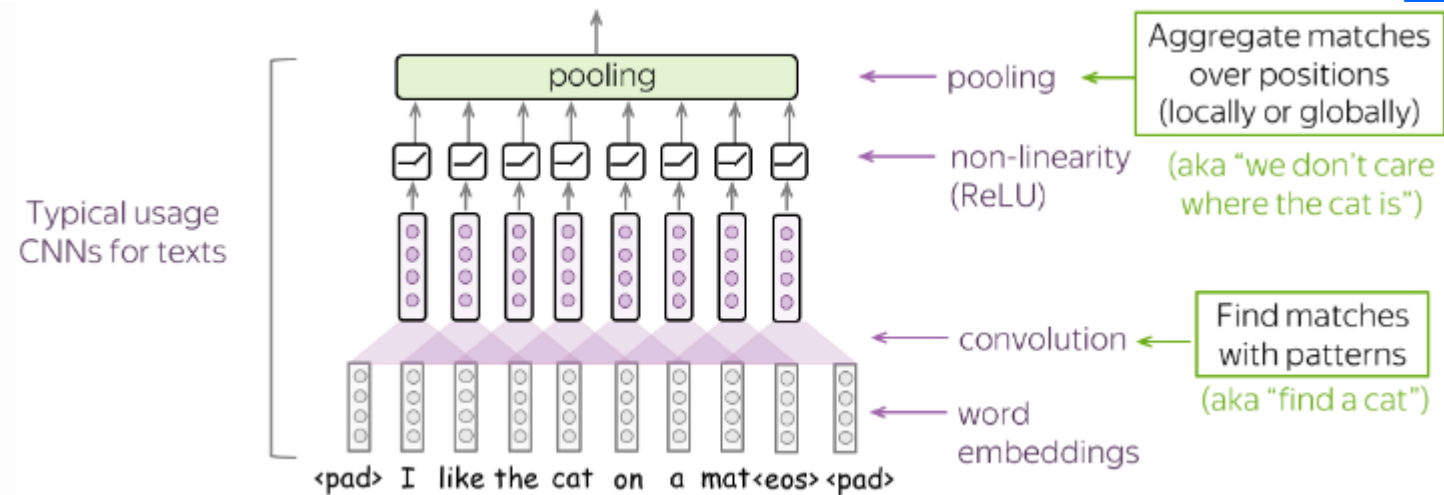 pooling
Typical usage
CNNs for texts
<pad> I like the cat on a mat <eos> <pad>
pooling
non-linearity
(ReLU)
convolution
word
embeddings
Aggregate matches
over positions
(locally or globally)
(aka “we don’t care
where the cat is”)
Find matches
with patterns
(aka “find a cat”)